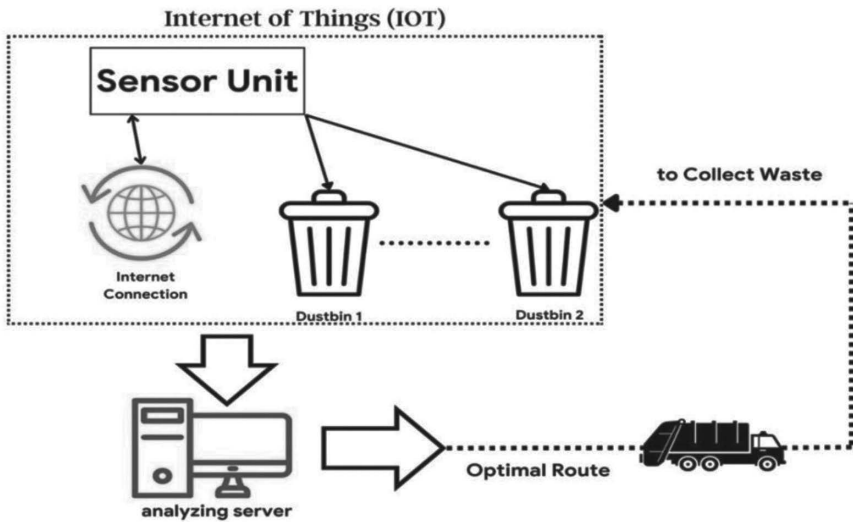 Internet of Things (IOT)
Sensor Unit
to Collect Waste
Internet
Connection
Dustbin 1
Dustbin 2
Optimal Route
analyzing server